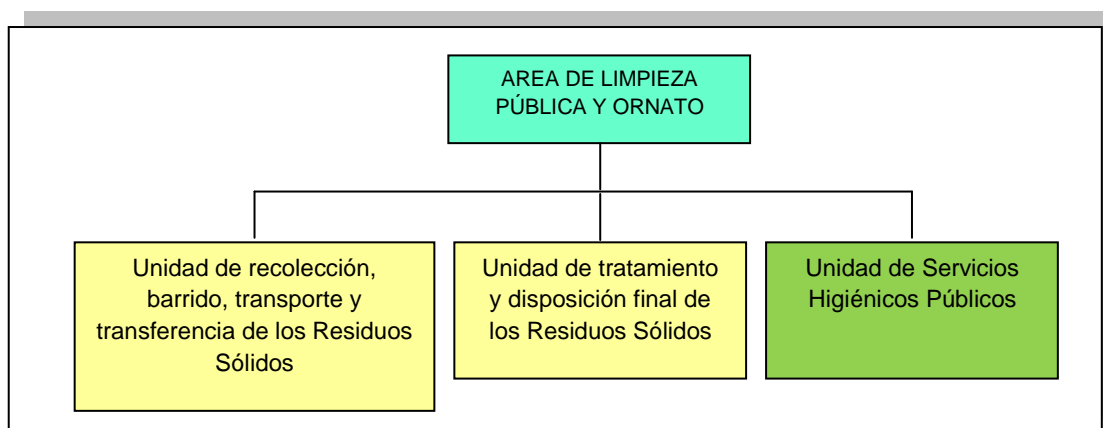 AREA DE LIMPIEZA
PÚBLICA Y ORNATO
Unidad de recolección,
barrido, transporte y
transferencia de los Residuos
Sólidos
Unidad de tratamiento
y disposición final de
los Residuos Sólidos
Unidad de Servicios
Higiénicos Públicos